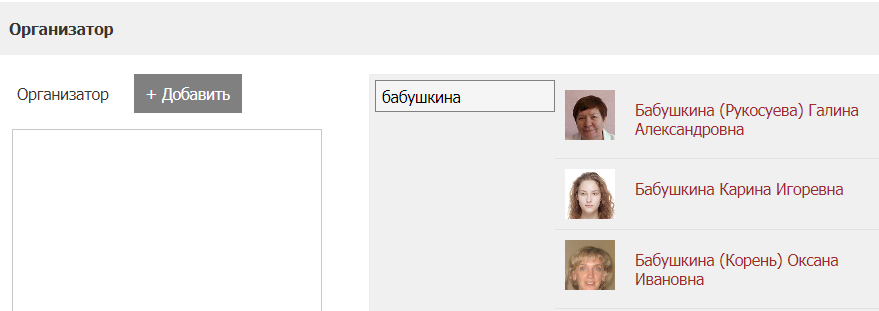 Организатор
Организатор
+ Добавить
бабушкина
Бабушкина (Рукосуева) Галина
Александровна
Бабушкина Карина Игоревна
Бабушкина (Корень) Оксана
Ивановна